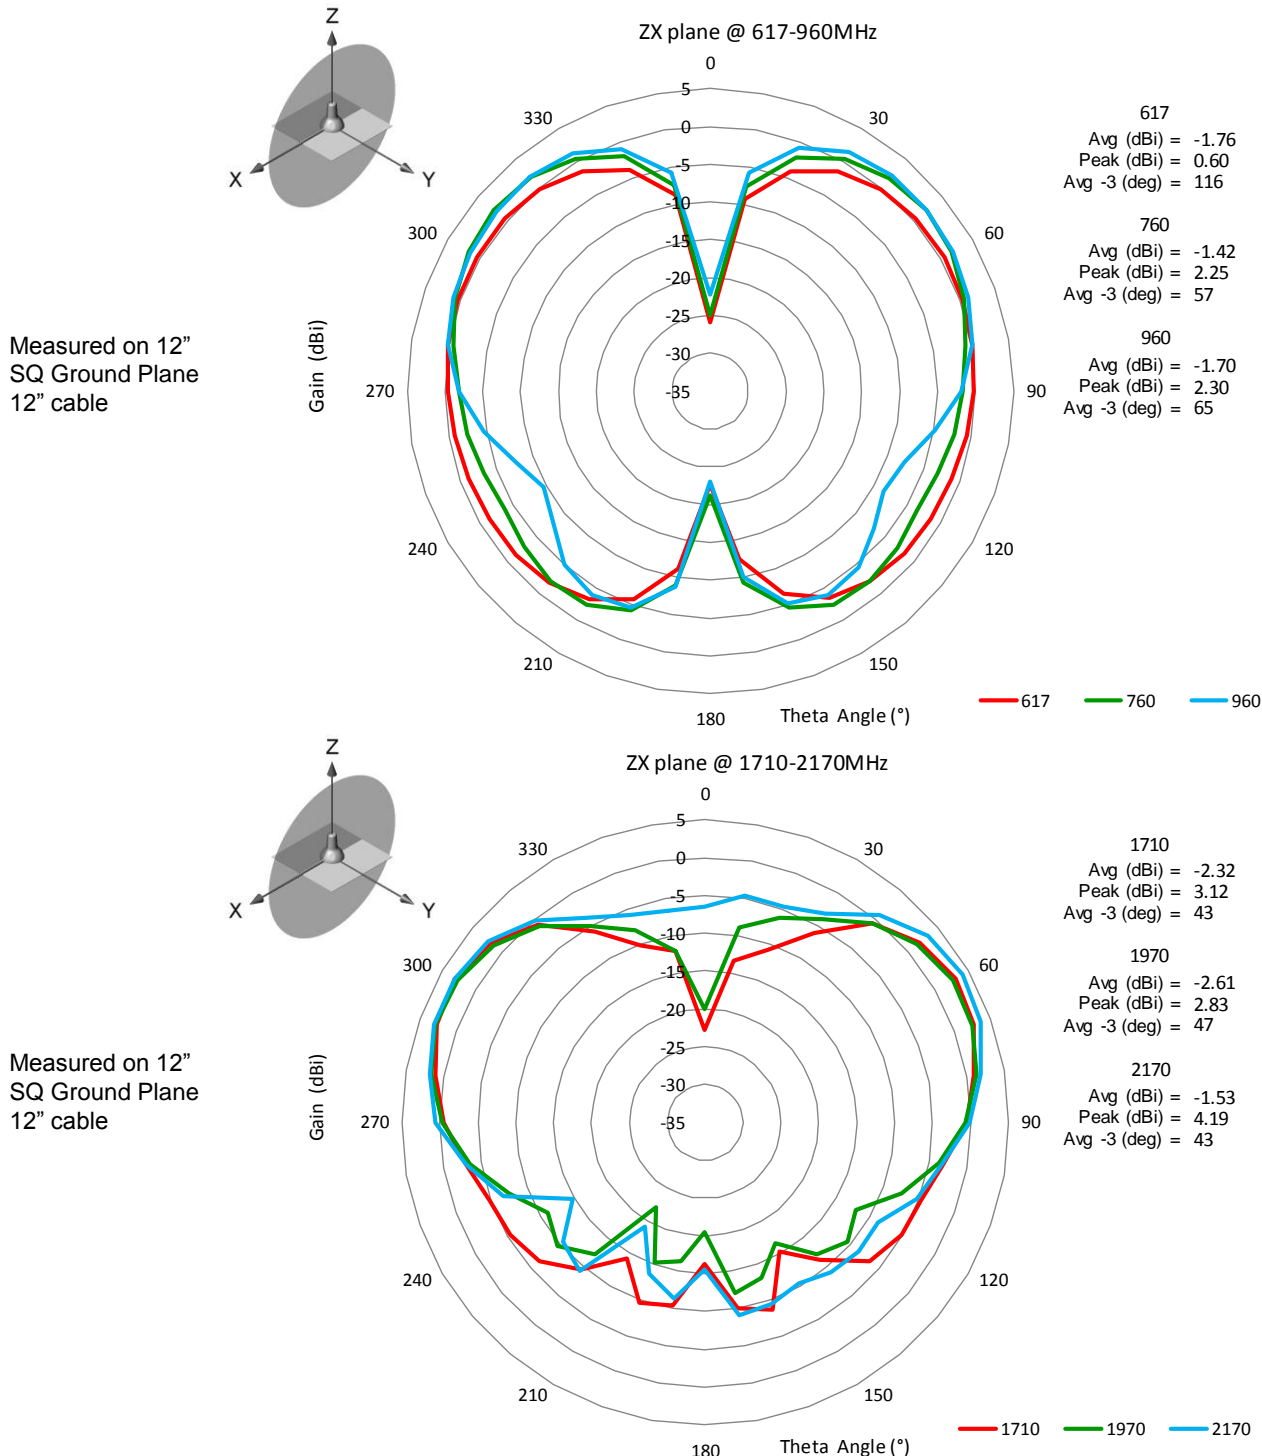 Z
X
Y
ZX plane @ 617-960MHz
0
30
60
90
120
150
180
210
240
270
300
330
5
0
-5
-10
-15
-20
-25
-30
-35
Gain (dBi)
Theta Angle (°)
Measured on 12”
SQ Ground Plane
12” cable
617
Avg (dBi) = -1.76
Peak (dBi) = 0.60
Avg -3 (deg) = 116
760
Avg (dBi) = -1.42
Peak (dBi) = 2.25
Avg -3 (deg) = 57
960
Avg (dBi) = -1.70
Peak (dBi) = 2.30
Avg -3 (deg) = 65
617 760 960
Z
X
Y
ZX plane @ 1710-2170MHz
0
30
60
90
120
150
180
210
240
270
300
330
5
0
-5
-10
-15
-20
-25
-30
-35
Gain (dBi)
Theta Angle (°)
Measured on 12”
SQ Ground Plane
12” cable
1710
Avg (dBi) = -2.32
Peak (dBi) = 3.12
Avg -3 (deg) = 43
1970
Avg (dBi) = -2.61
Peak (dBi) = 2.83
Avg -3 (deg) = 47
2170
Avg (dBi) = -1.53
Peak (dBi) = 4.19
Avg -3 (deg) = 43
1710 1970 2170